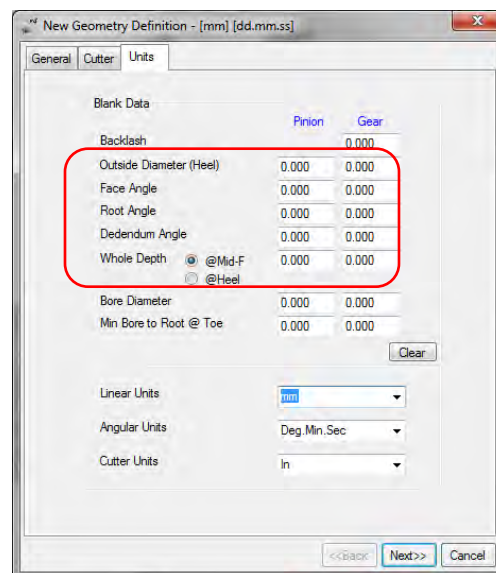 New Geometry Definition - [mm] [dd.mm.ss]
General Cutter Units
Blank Data
Pinion Gear
Backlash 0.000
Outside Diameter (Heel) 0.000 0.000
Face Angle 0.000 0.000
Root Angle 0.000 0.000
Dedendum Angle 0.000 0.000
Whole Depth @Mid-F 0.000 0.000
@Heel
Bore Diameter 0.000 0.000
Min Bore to Root @ Toe 0.000 0.000
Clear
Linear Units mm
Angular Units Deg.Min.Sec
Cutter Units In
<<Back Next>> Cancel